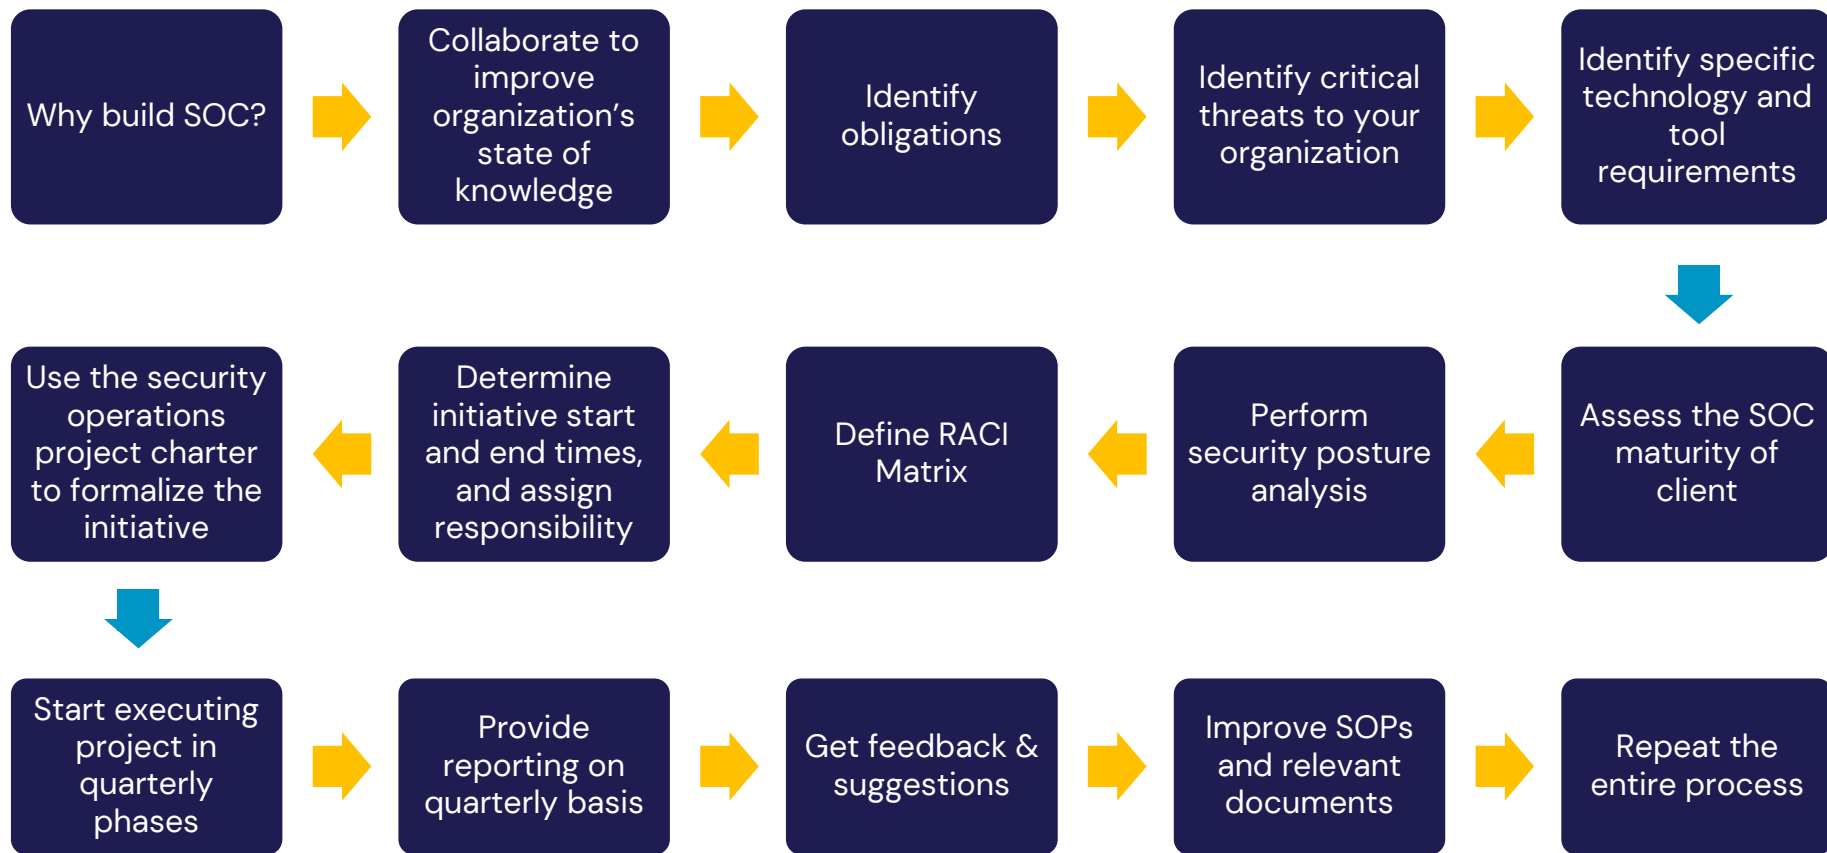 Why build SOC?
Collaborate to
improve
organization’s
state of
knowledge
Identify
obligations
Identify critical
threats to your
organization
Identify specific
technology and
tool
requirements
Assess the SOC
maturity of
client
Perform
security posture
analysis
Define RACI
Matrix
Determine
initiative start
and end times,
and assign
responsibility
Use the security
operations
project charter
to formalize the
initiative
Start executing
project in
quarterly
phases
Provide
reporting on
quarterly basis
Get feedback &
suggestions
Improve SOPs
and relevant
documents
Repeat the
entire process